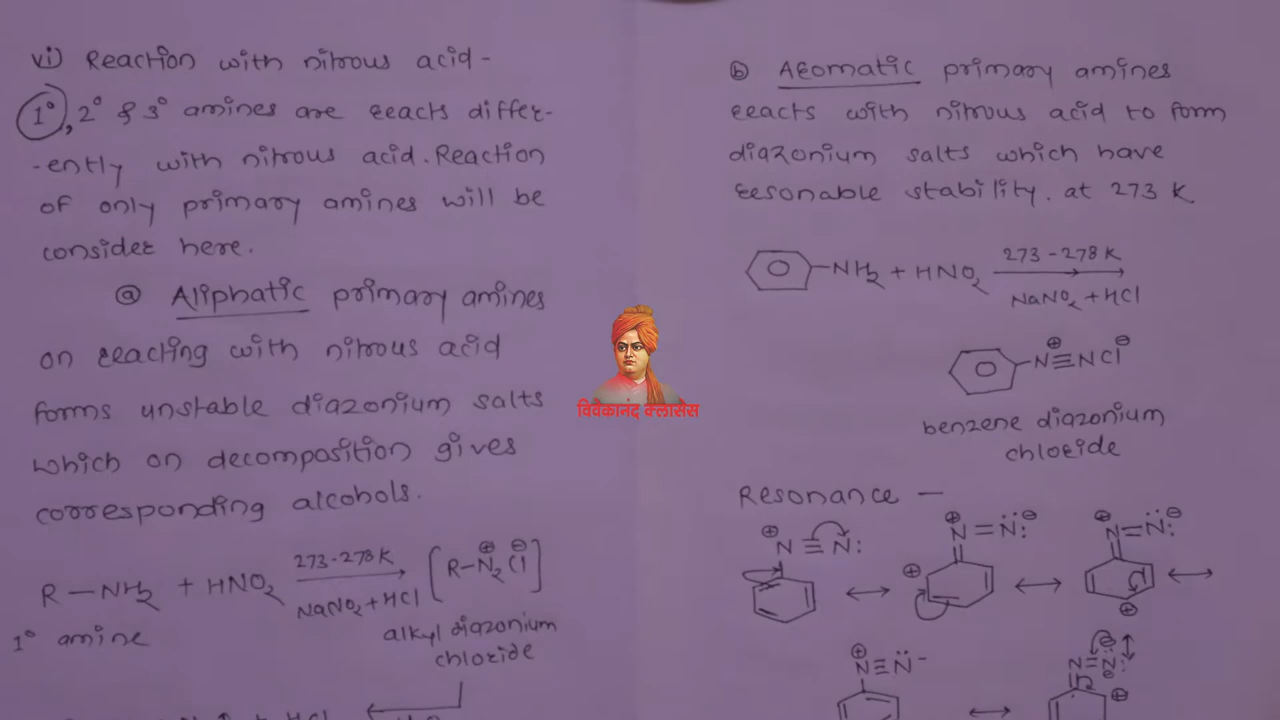 vi) Reaction with nitrous acid -
1°, 2° & 3° amines are reacts differ-
-ently with nitrous acid. Reaction
of only primary amines will be
consider here.
ⓐ Aliphatic primary amines
on reacting with nitrous acid
forms unstable diazonium salts
which on decomposition gives
corresponding alcohols.
273-278K
R-NH₂ + HNO₂ → [R-N₂⊕ Cl⊖]
NaNO₂+HCl
1° amine
alkyl diazonium
chloride
ⓑ Aromatic primary amines
reacts with nitrous acid to form
diazonium salts which have
resonable stability. at 273 K
273-278K
-NH₂ + HNO₂ →
NaNO₂+HCl
-N⊕≡NCl⊖
benzene diazonium
chloride
विवेकानंद क्लासेस
Resonance —
⊕ N≡N: ↔ ⊕ N=N̈:⊖ ↔ ⊕ N=N̈:⊖ ↔
⊕ ⊕
⊕ N≡N̈- ↔ N=N̈: ⊖ ⊕